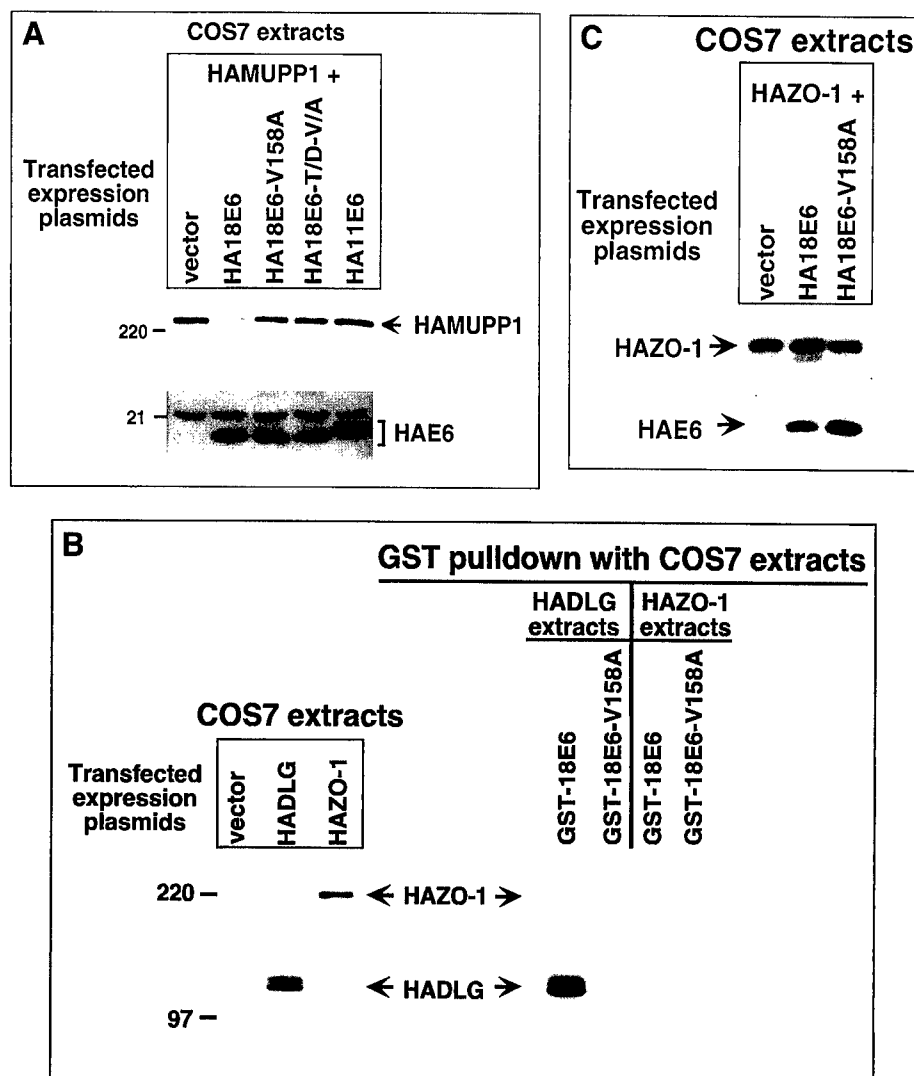 A
COS7 extracts
HAMUPP1 +
Transfected
expression
plasmids
vector
HA18E6
HA18E6-V158A
HA18E6-T/D-V/A
HA11E6
220
HAMUPP1
21
HAE6
C
COS7 extracts
HAZO-1 +
Transfected
expression
plasmids
vector
HA18E6
HA18E6-V158A
HAZO-1
HAE6
B
GST pulldown with COS7 extracts
HADLG
extracts
HAZO-1
extracts
GST-18E6
GST-18E6-V158A
GST-18E6
GST-18E6-V158A
COS7 extracts
Transfected
expression
plasmids
vector
HADLG
HAZO-1
220
HAZO-1
HADLG
97